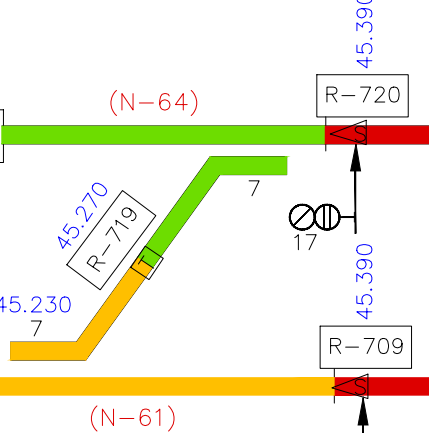 45.390
(N-64)
R-720
S
7
45.270
R-719
T
17
45.390
45.230
7
R-709
S
(N-61)